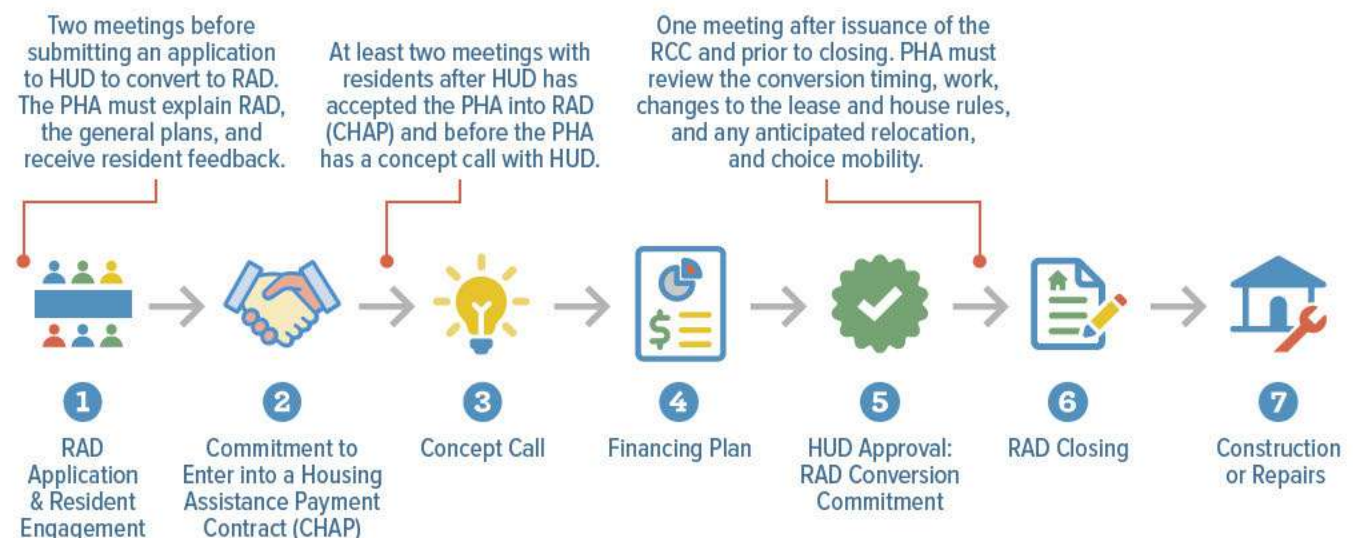 Two meetings before
submitting an application
to HUD to convert to RAD.
The PHA must explain RAD,
the general plans, and
receive resident feedback.
At least two meetings with
residents after HUD has
accepted the PHA into RAD
(CHAP) and before the PHA
has a concept call with HUD.
One meeting after issuance of the
RCC and prior to closing. PHA must
review the conversion timing, work,
changes to the lease and house rules,
and any anticipated relocation,
and choice mobility.
$
1
RAD
Application
& Resident
Engagement
2
Commitment to
Enter into a Housing
Assistance Payment
Contract (CHAP)
3
Concept Call
4
Financing Plan
5
HUD Approval:
RAD Conversion
Commitment
6
RAD Closing
7
Construction
or Repairs